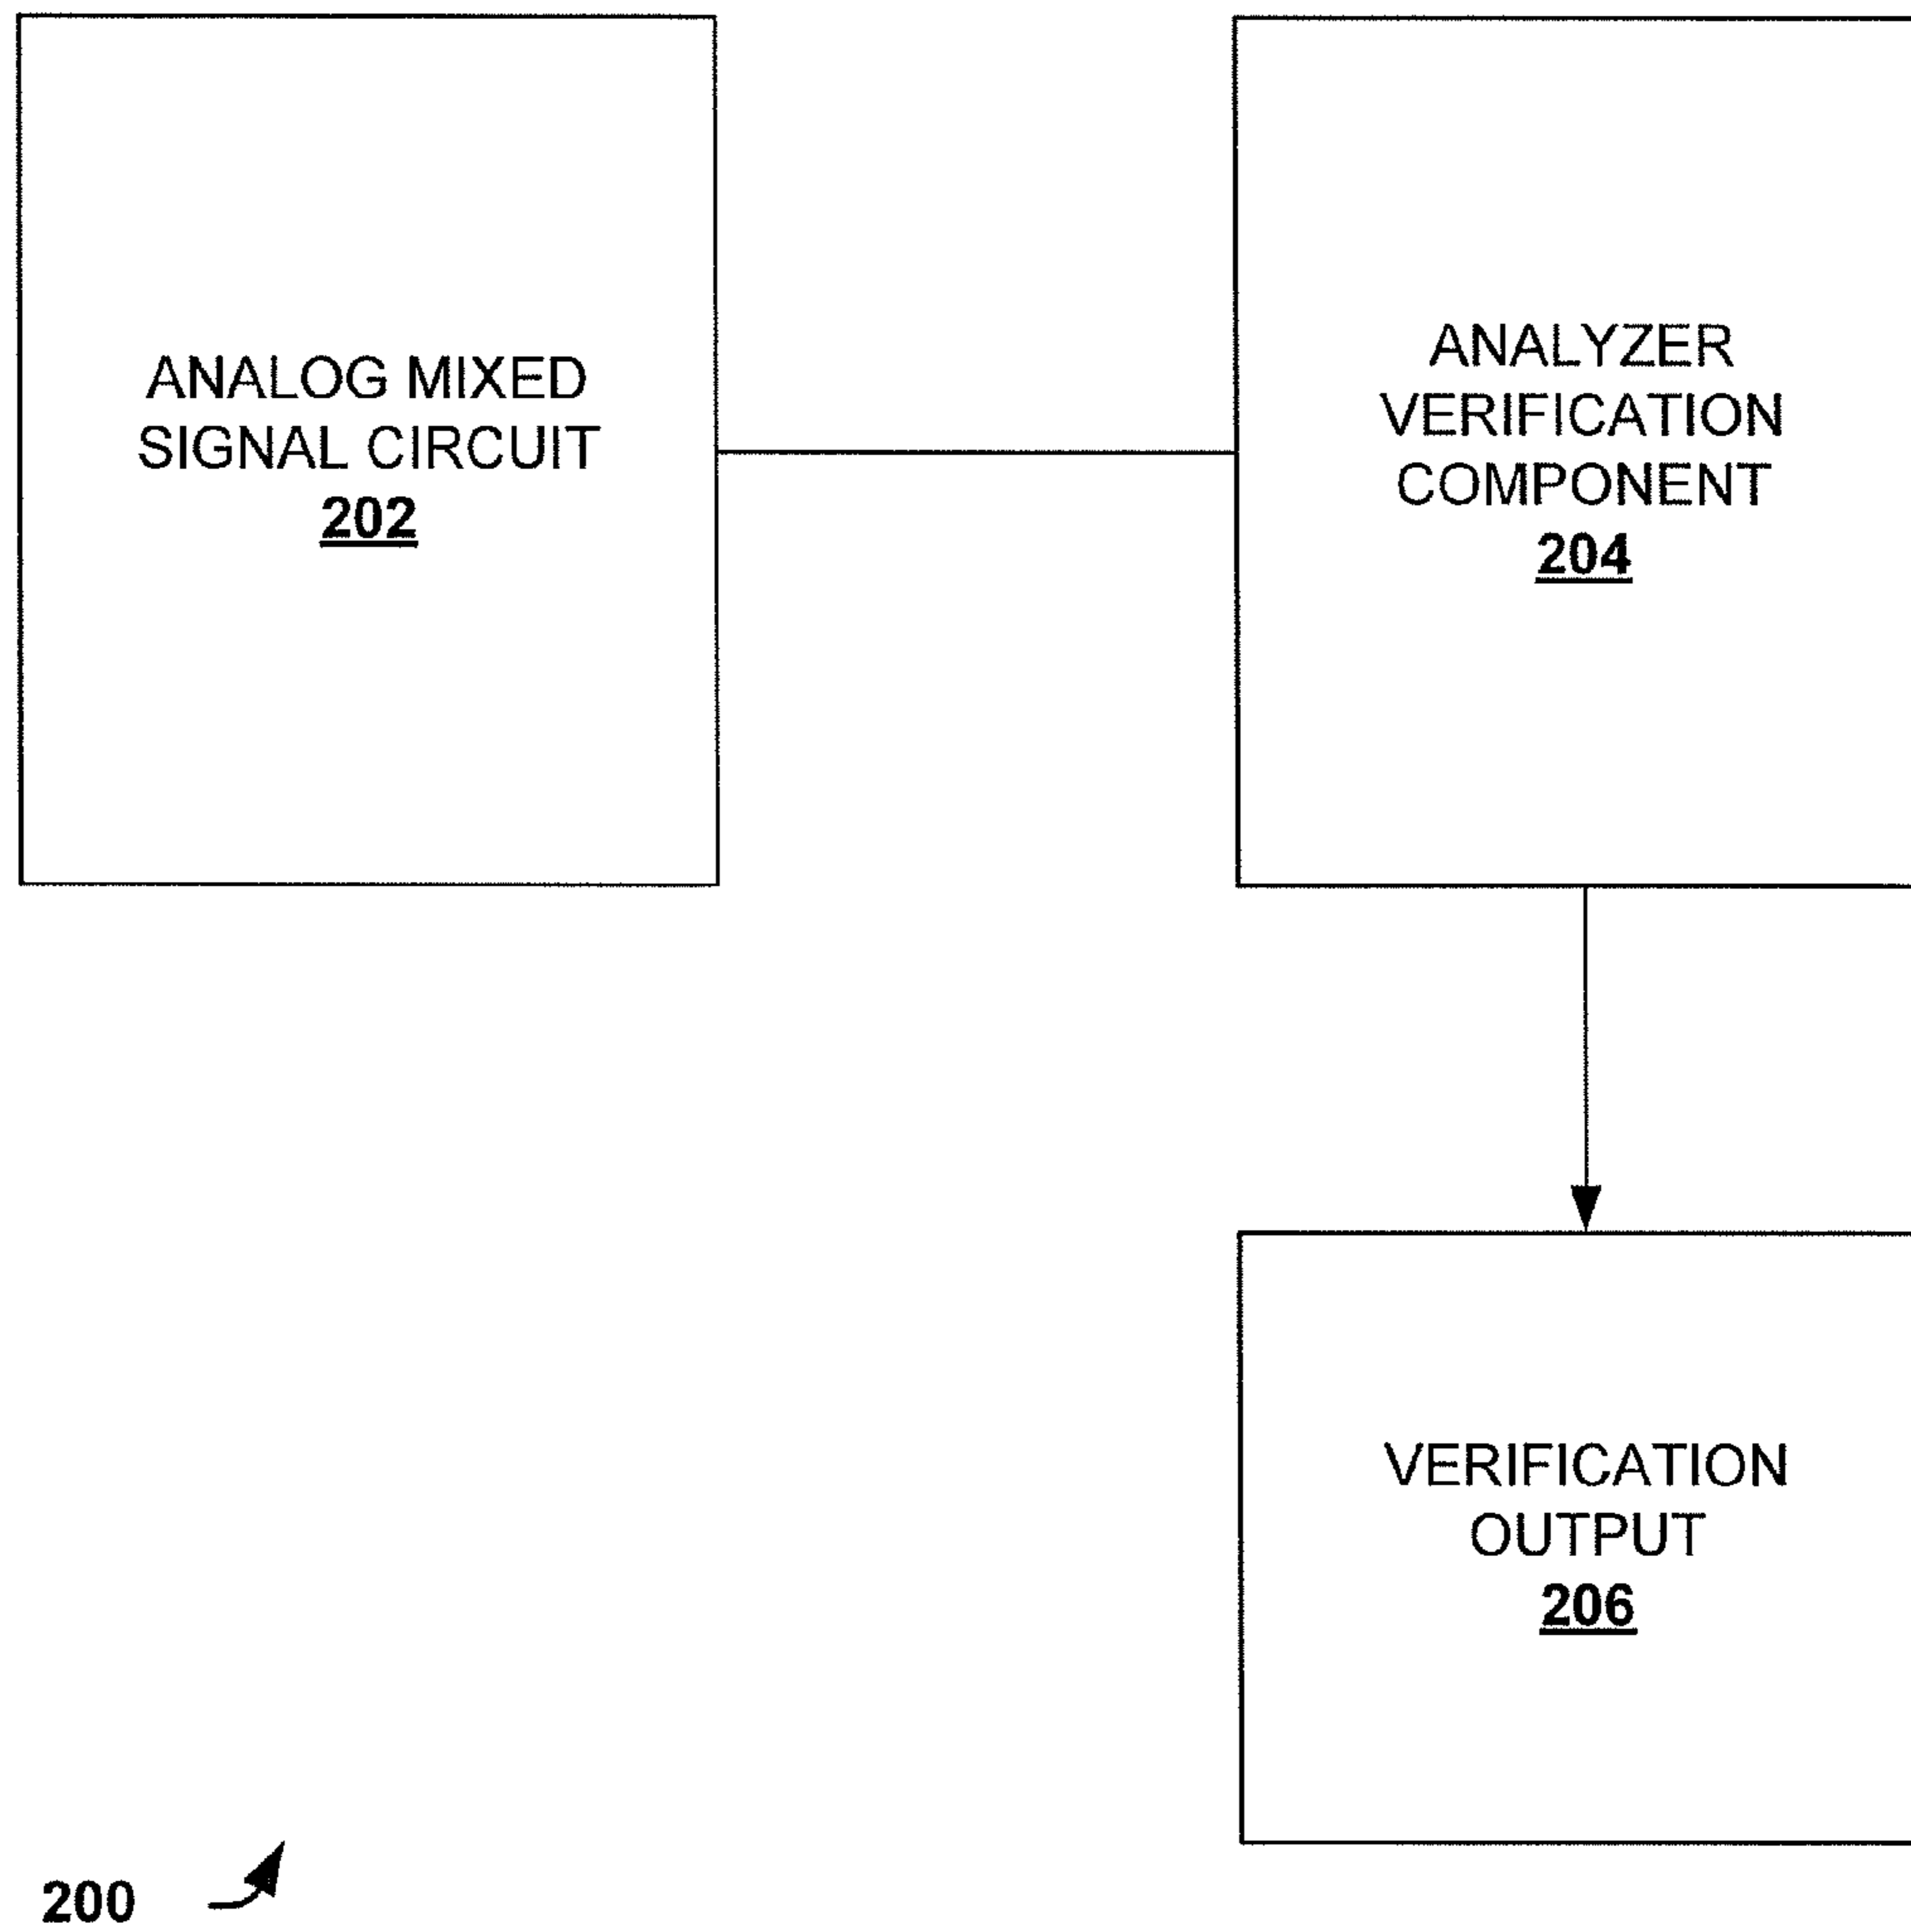 ANALOG MIXED
SIGNAL CIRCUIT
202
ANALYZER
VERIFICATION
COMPONENT
204
VERIFICATION
OUTPUT
206
200